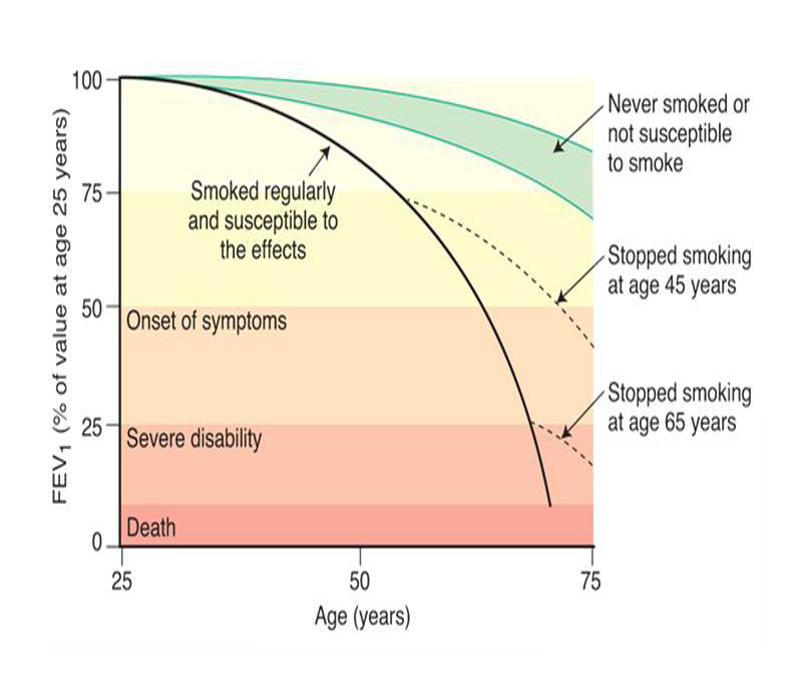 FEV1 (% of value at age 25 years)
100
75
50
25
0
Never smoked or
not susceptible
to smoke
Smoked regularly
and susceptible to
the effects
Stopped smoking
at age 45 years
Onset of symptoms
Stopped smoking
at age 65 years
Severe disability
Death
25
50
75
Age (years)